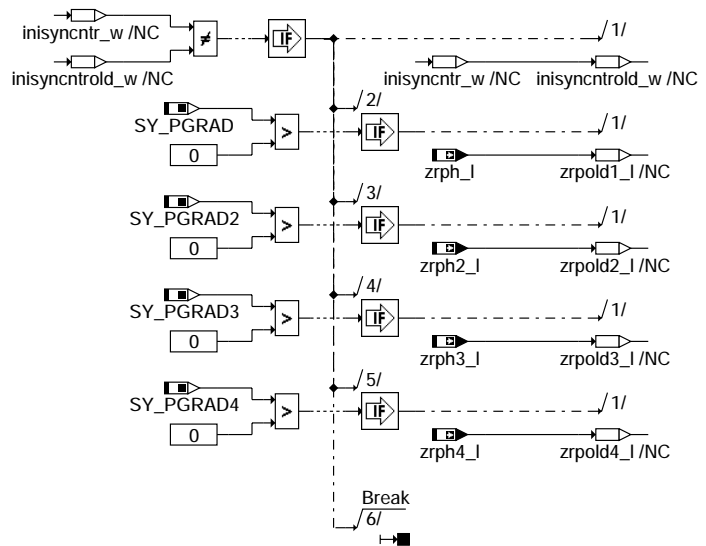 inisyncntr_w /NC
≠
IF
/1/
inisyncntrold_w /NC
inisyncntr_w /NC
inisyncntrold_w /NC
/2/
SY_PGRAD
>
IF
/1/
0
zrph_l
zrpold1_l /NC
/3/
SY_PGRAD2
>
IF
/1/
0
zrph2_l
zrpold2_l /NC
/4/
SY_PGRAD3
>
IF
/1/
0
zrph3_l
zrpold3_l /NC
/5/
SY_PGRAD4
>
IF
/1/
0
zrph4_l
zrpold4_l /NC
Break
/6/